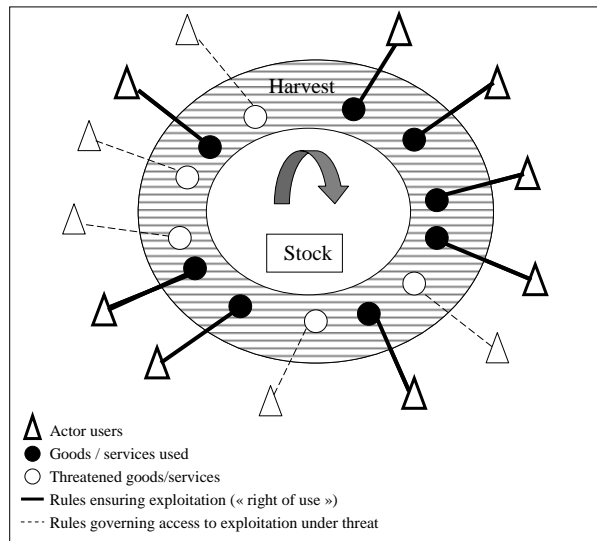 Harvest
Stock
Actor users
Goods / services used
Threatened goods/services
Rules ensuring exploitation (« right of use »)
Rules governing access to exploitation under threat